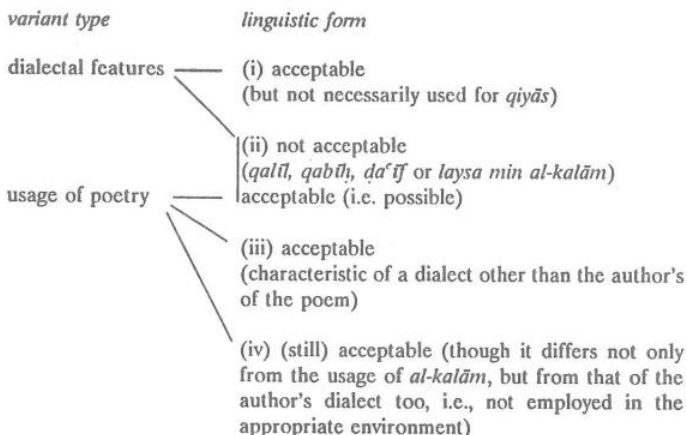 variant type linguistic form
dialectal features (i) acceptable
(but not necessarily used for qiyās)
(ii) not acceptable
(qalīl, qabīḥ, ḍaʿīf or laysa min al-kalām)
usage of poetry acceptable (i.e. possible)
(iii) acceptable
(characteristic of a dialect other than the author's
of the poem)
(iv) (still) acceptable (though it differs not only
from the usage of al-kalām, but from that of the
author's dialect too, i.e., not employed in the
appropriate environment)